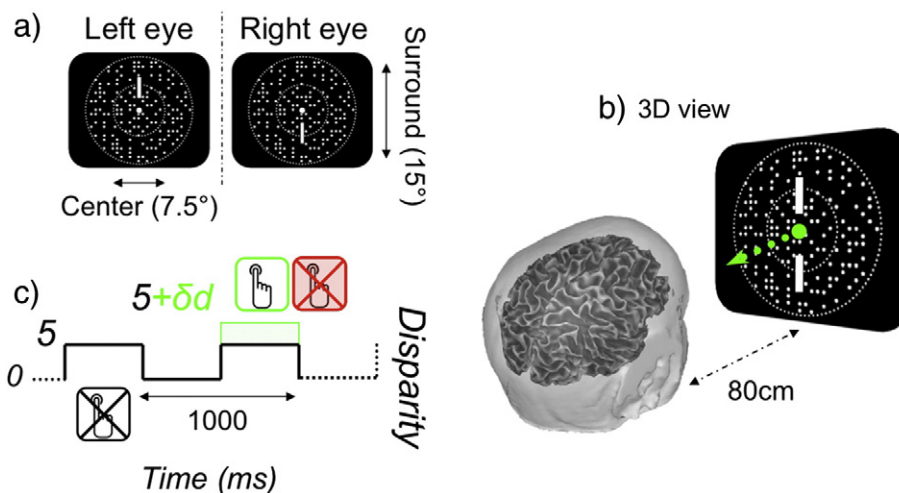 a)
Left eye
Right eye
Surround (15°)
Center (7.5°)
b) 3D view
80cm
c)
5+δd
5
0
1000
Disparity
Time (ms)